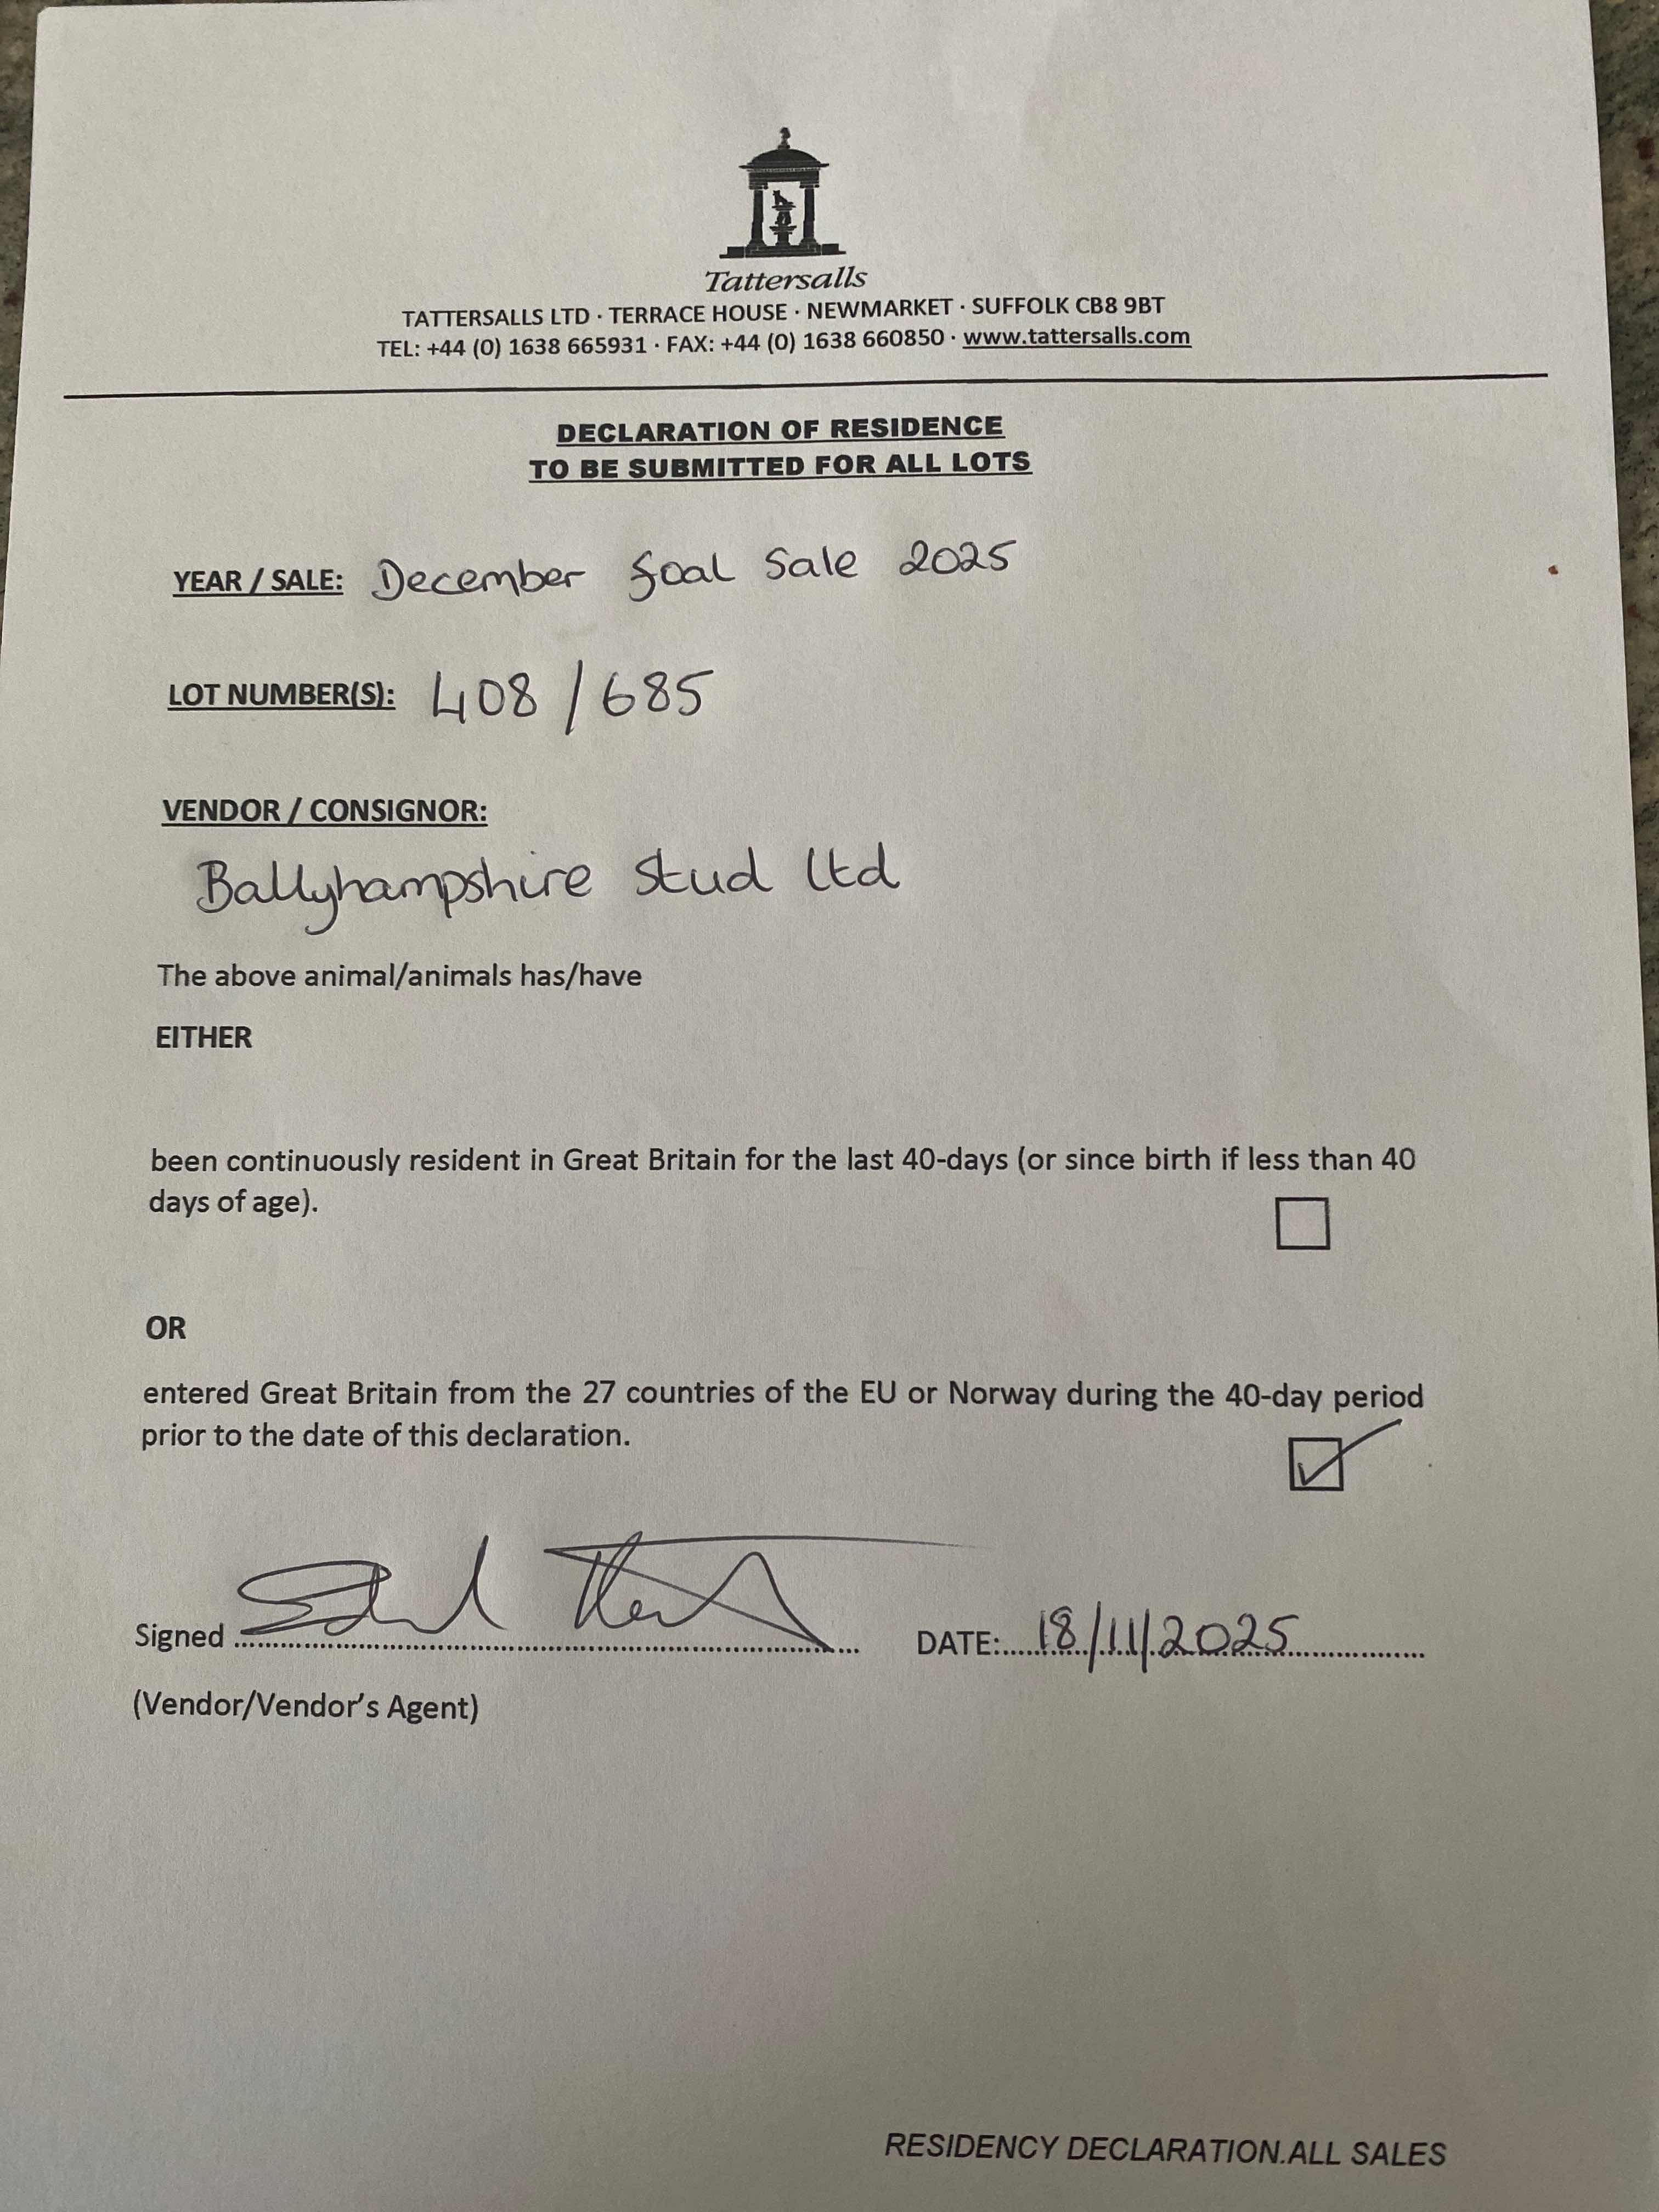 Tattersalls
TATTERSALLS LTD · TERRACE HOUSE · NEWMARKET · SUFFOLK CB8 9BT
TEL: +44 (0) 1638 665931 · FAX: +44 (0) 1638 660850 · www.tattersalls.com
DECLARATION OF RESIDENCE
TO BE SUBMITTED FOR ALL LOTS
YEAR / SALE: December foal Sale 2025
LOT NUMBER(S): 408 / 685
VENDOR / CONSIGNOR:
Ballyhampshire Stud Ltd
The above animal/animals has/have
EITHER
been continuously resident in Great Britain for the last 40-days (or since birth if less than 40
days of age).
OR
entered Great Britain from the 27 countries of the EU or Norway during the 40-day period
prior to the date of this declaration.
Signed DATE: 18/11/2025
(Vendor/Vendor's Agent)
RESIDENCY DECLARATION.ALL SALES